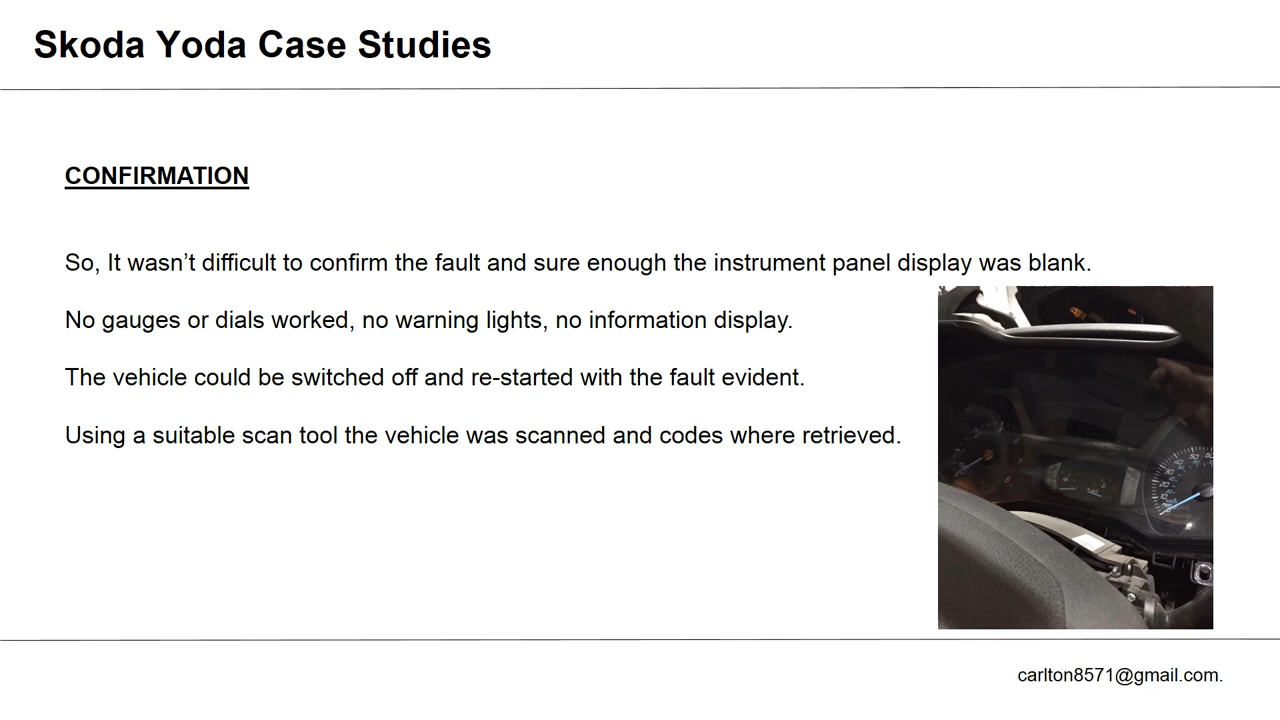 Skoda Yoda Case Studies
CONFIRMATION
So, It wasn’t difficult to confirm the fault and sure enough the instrument panel display was blank.
No gauges or dials worked, no warning lights, no information display.
The vehicle could be switched off and re-started with the fault evident.
Using a suitable scan tool the vehicle was scanned and codes where retrieved.
carlton8571@gmail.com.